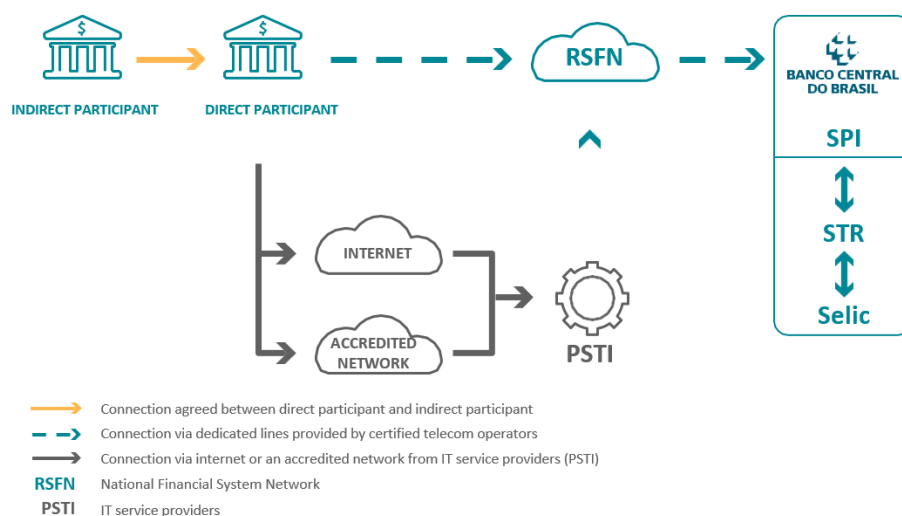 $
$
INDIRECT PARTICIPANT
DIRECT PARTICIPANT
RSFN
BANCO CENTRAL
DO BRASIL
SPI
STR
Selic
INTERNET
ACCREDITED
NETWORK
PSTI
Connection agreed between direct participant and indirect participant
Connection via dedicated lines provided by certified telecom operators
Connection via internet or an accredited network from IT service providers (PSTI)
RSFN National Financial System Network
PSTI IT service providers